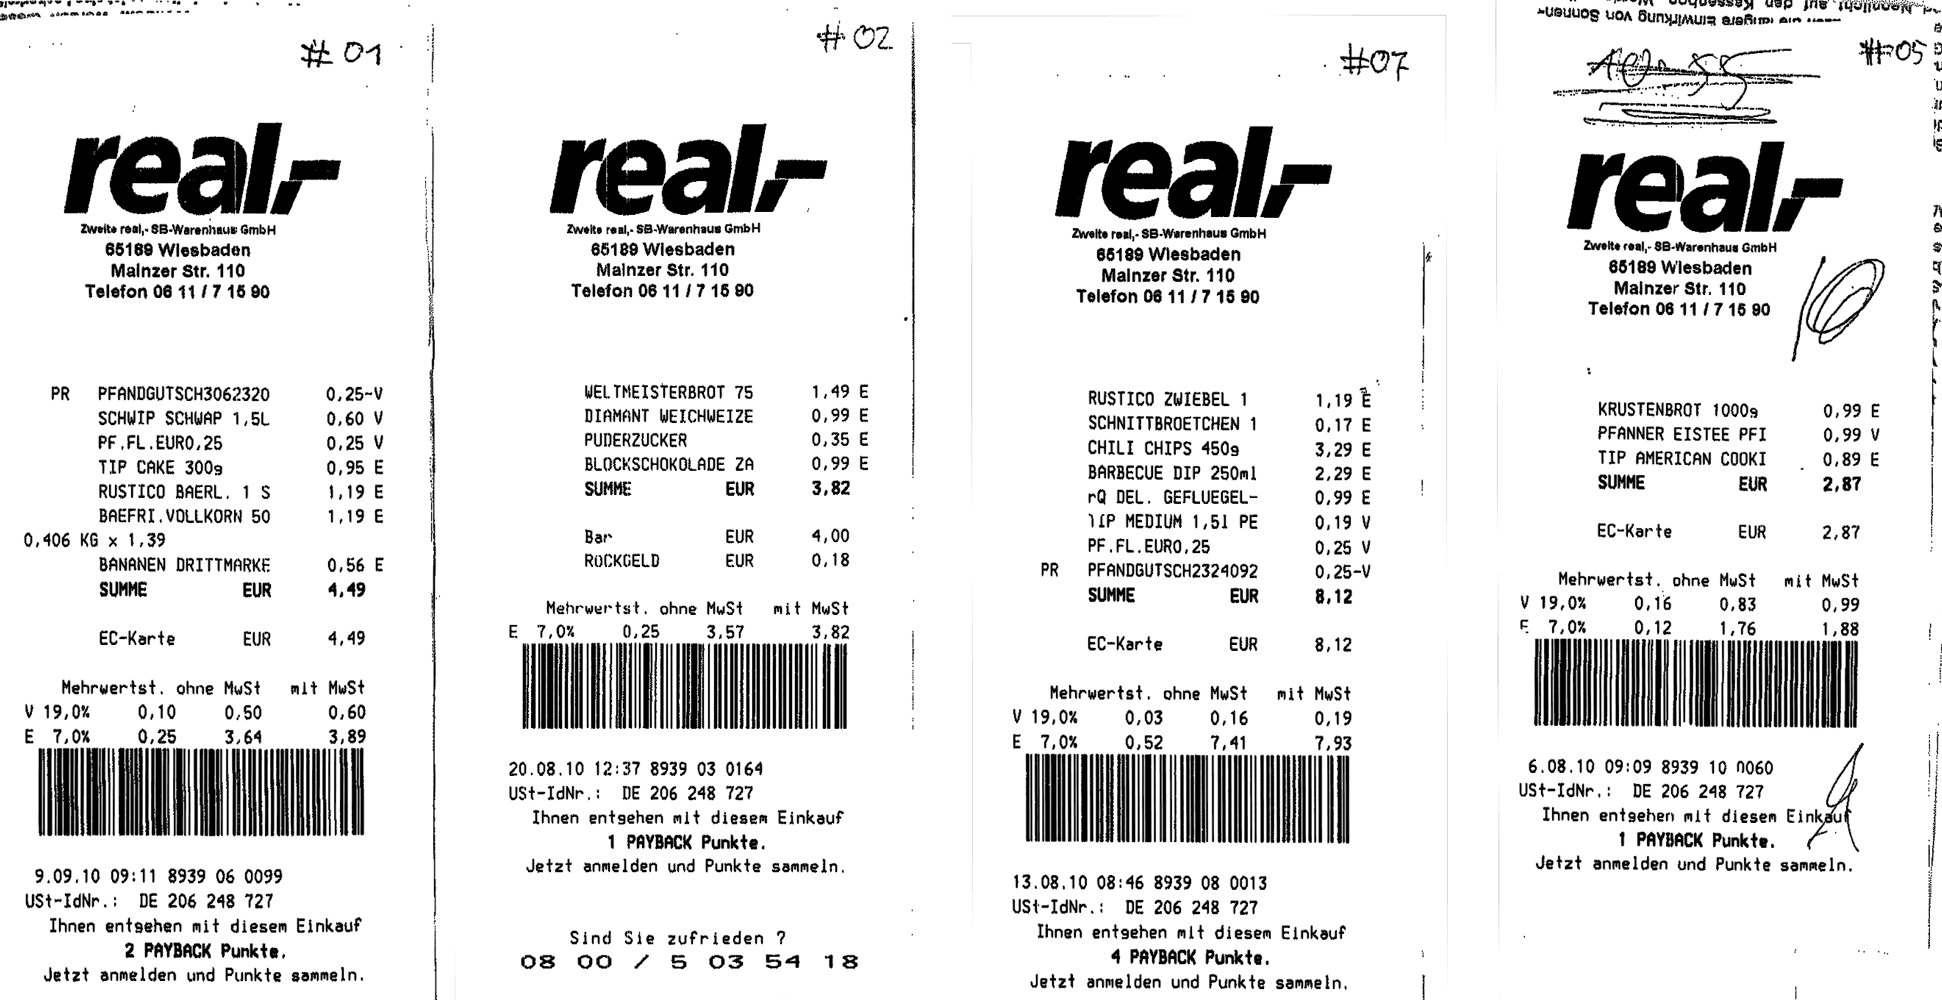 #01
real,-
Zweite real,- SB-Warenhaus GmbH
65189 Wiesbaden
Mainzer Str. 110
Telefon 06 11 / 7 15 90
PR PFANDGUTSCH3062320 0,25-V
SCHWIP SCHWAP 1,5L 0,60 V
PF.FL.EURO,25 0,25 V
TIP CAKE 300g 0,95 E
RUSTICO BAERL. 1 S 1,19 E
BAEFRI.VOLLKORN 50 1,19 E
0,406 KG x 1,39
BANANEN DRITTMARKE 0,56 E
SUMME EUR 4,49
EC-Karte EUR 4,49
Mehrwertst. ohne MwSt mit MwSt
V 19,0% 0,10 0,50 0,60
E 7,0% 0,25 3,64 3,89
9.09.10 09:11 8939 06 0099
USt-IdNr.: DE 206 248 727
Ihnen entgehen mit diesem Einkauf
2 PAYBACK Punkte.
Jetzt anmelden und Punkte sammeln.
#02
real,-
Zweite real,- SB-Warenhaus GmbH
65189 Wiesbaden
Mainzer Str. 110
Telefon 06 11 / 7 15 90
WELTMEISTERBROT 75 1,49 E
DIAMANT WEICHWEIZE 0,99 E
PUDERZUCKER 0,35 E
BLOCKSCHOKOLADE ZA 0,99 E
SUMME EUR 3,82
Bar EUR 4,00
RÜCKGELD EUR 0,18
Mehrwertst. ohne MwSt mit MwSt
E 7,0% 0,25 3,57 3,82
20.08.10 12:37 8939 03 0164
USt-IdNr.: DE 206 248 727
Ihnen entgehen mit diesem Einkauf
1 PAYBACK Punkte.
Jetzt anmelden und Punkte sammeln.
Sind Sie zufrieden ?
08 00 / 5 03 54 18
#07
real,-
Zweite real,- SB-Warenhaus GmbH
65189 Wiesbaden
Mainzer Str. 110
Telefon 06 11 / 7 15 90
RUSTICO ZWIEBEL 1 1,19 E
SCHNITTBROETCHEN 1 0,17 E
CHILI CHIPS 450g 3,29 E
BARBECUE DIP 250ml 2,29 E
rQ DEL. GEFLUEGEL- 0,99 E
TIP MEDIUM 1,5l PE 0,19 V
PF.FL.EURO,25 0,25 V
PR PFANDGUTSCH2324092 0,25-V
SUMME EUR 8,12
EC-Karte EUR 8,12
Mehrwertst. ohne MwSt mit MwSt
V 19,0% 0,03 0,16 0,19
E 7,0% 0,52 7,41 7,93
13.08.10 08:46 8939 08 0013
USt-IdNr.: DE 206 248 727
Ihnen entgehen mit diesem Einkauf
4 PAYBACK Punkte.
Jetzt anmelden und Punkte sammeln.
#05
real,-
Zweite real,- SB-Warenhaus GmbH
65189 Wiesbaden
Mainzer Str. 110
Telefon 06 11 / 7 15 90
KRUSTENBROT 1000g 0,99 E
PFANNER EISTEE PFI 0,99 V
TIP AMERICAN COOKI 0,89 E
SUMME EUR 2,87
EC-Karte EUR 2,87
Mehrwertst. ohne MwSt mit MwSt
V 19,0% 0,16 0,83 0,99
E 7,0% 0,12 1,76 1,88
6.08.10 09:09 8939 10 0060
USt-IdNr.: DE 206 248 727
Ihnen entgehen mit diesem Einkauf
1 PAYBACK Punkte.
Jetzt anmelden und Punkte sammeln.